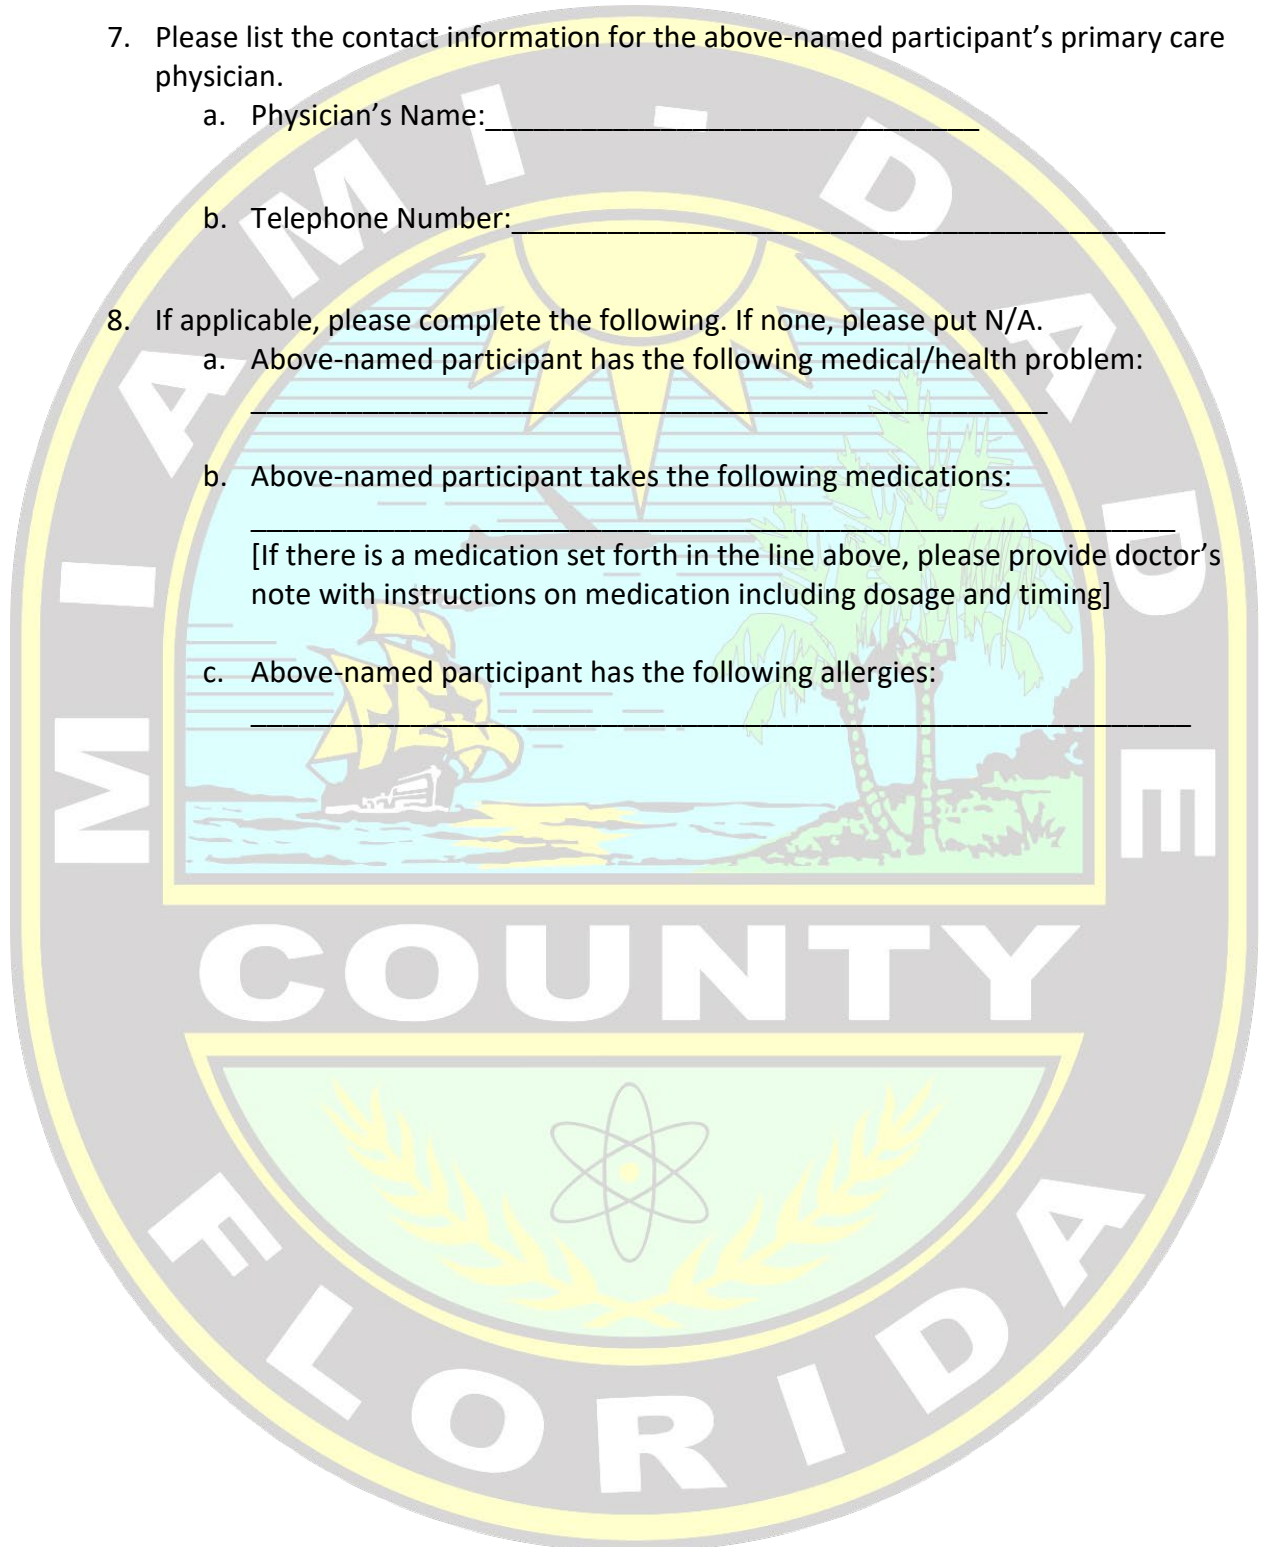 7. Please list the contact information for the above-named participant’s primary care
physician.
a. Physician’s Name:_______________________________
b. Telephone Number:_________________________________________
8. If applicable, please complete the following. If none, please put N/A.
a. Above-named participant has the following medical/health problem:
__________________________________________________
b. Above-named participant takes the following medications:
__________________________________________________________
[If there is a medication set forth in the line above, please provide doctor’s
note with instructions on medication including dosage and timing]
c. Above-named participant has the following allergies:
___________________________________________________________
MIAMI-DADE
COUNTY
FLORIDA